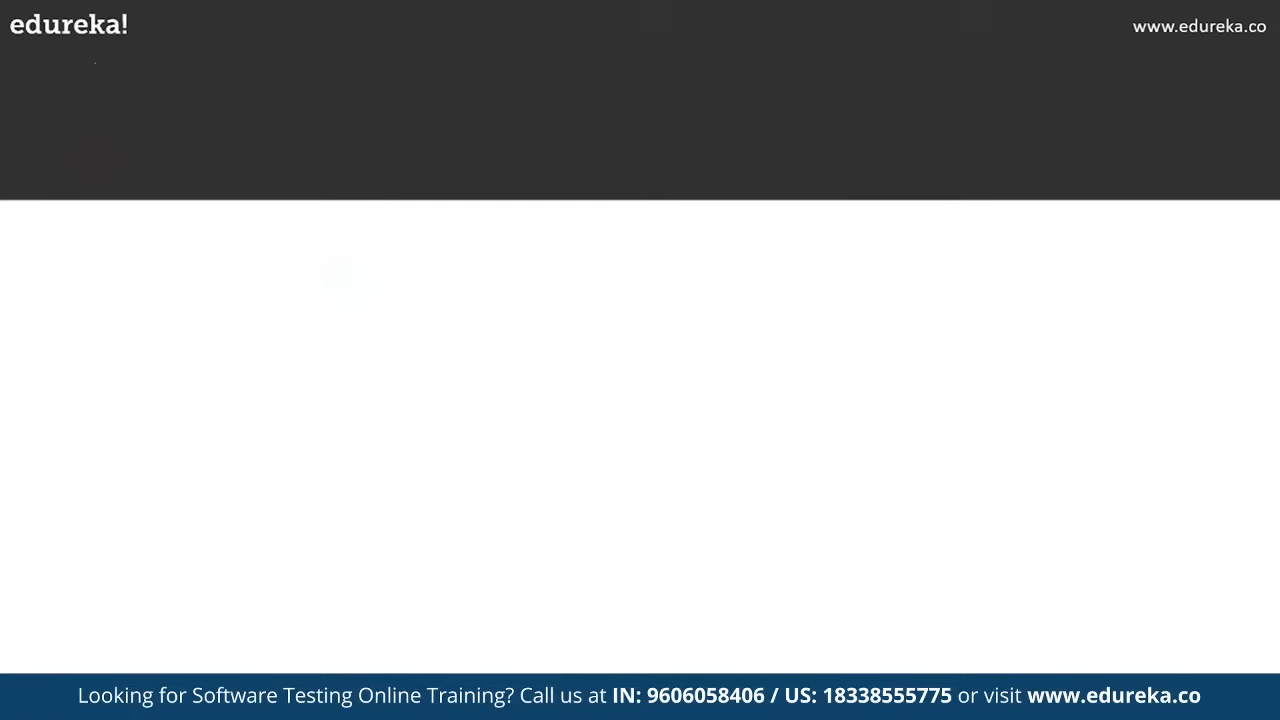 edureka!
www.edureka.co
Looking for Software Testing Online Training? Call us at IN: 9606058406 / US: 18338555775 or visit www.edureka.co